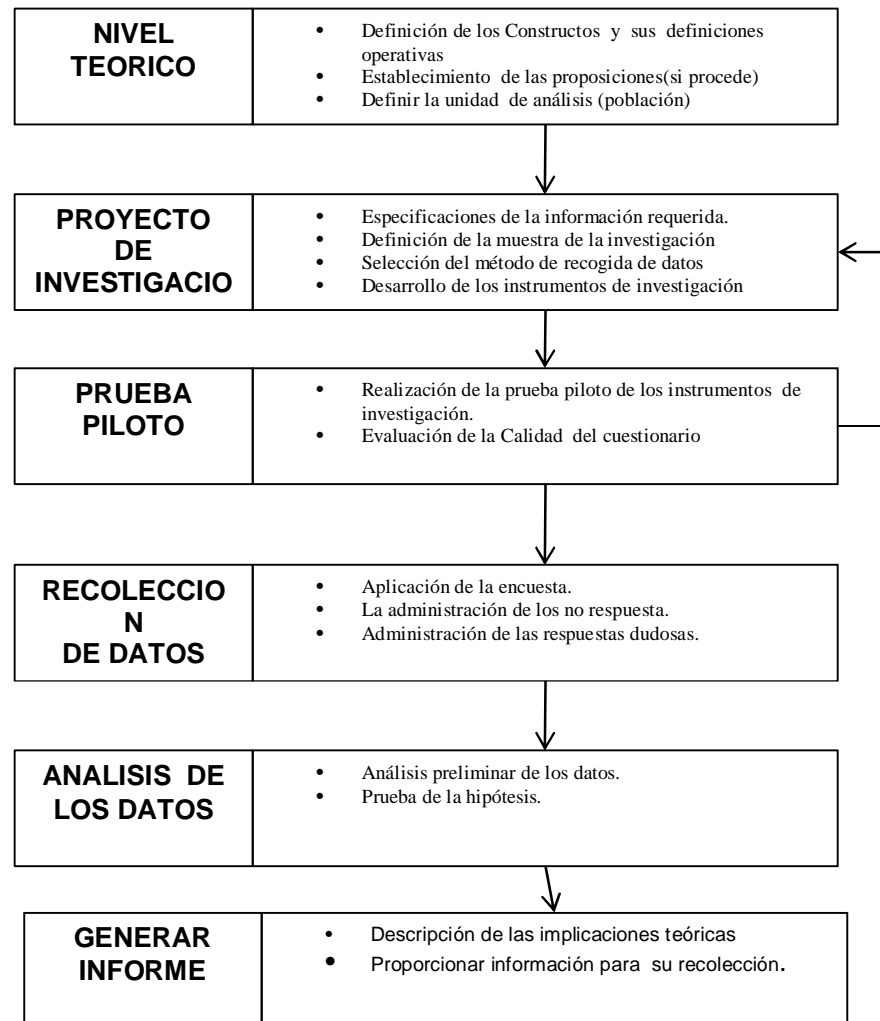 NIVEL
TEORICO
• Definición de los Constructos y sus definiciones
operativas
• Establecimiento de las proposiciones(si procede)
• Definir la unidad de análisis (población)
PROYECTO
DE
INVESTIGACIO
• Especificaciones de la información requerida.
• Definición de la muestra de la investigación
• Selección del método de recogida de datos
• Desarrollo de los instrumentos de investigación
PRUEBA
PILOTO
• Realización de la prueba piloto de los instrumentos de
investigación.
• Evaluación de la Calidad del cuestionario
RECOLECCIO
N
DE DATOS
• Aplicación de la encuesta.
• La administración de los no respuesta.
• Administración de las respuestas dudosas.
ANALISIS DE
LOS DATOS
• Análisis preliminar de los datos.
• Prueba de la hipótesis.
GENERAR
INFORME
• Descripción de las implicaciones teóricas
• Proporcionar información para su recolección.